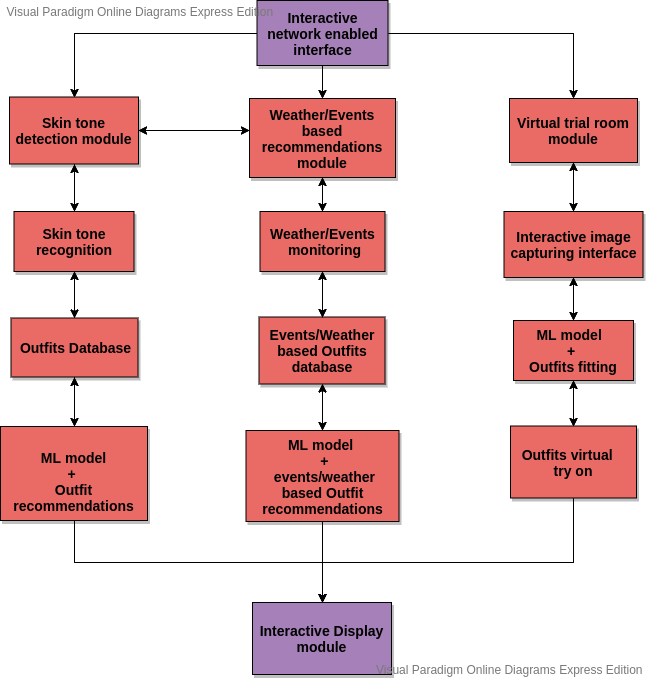 Visual Paradigm Online Diagrams Express Edition
Interactive
network enabled
interface
Skin tone
detection module
Weather/Events
based
recommendations
module
Virtual trial room
module
Skin tone
recognition
Weather/Events
monitoring
Interactive image
capturing interface
Outfits Database
Events/Weather
based Outfits
database
ML model
+
Outfits fitting
ML model
+
Outfit
recommendations
ML model
+
events/weather
based Outfit
recommendations
Outfits virtual
try on
Interactive Display
module
Visual Paradigm Online Diagrams Express Edition